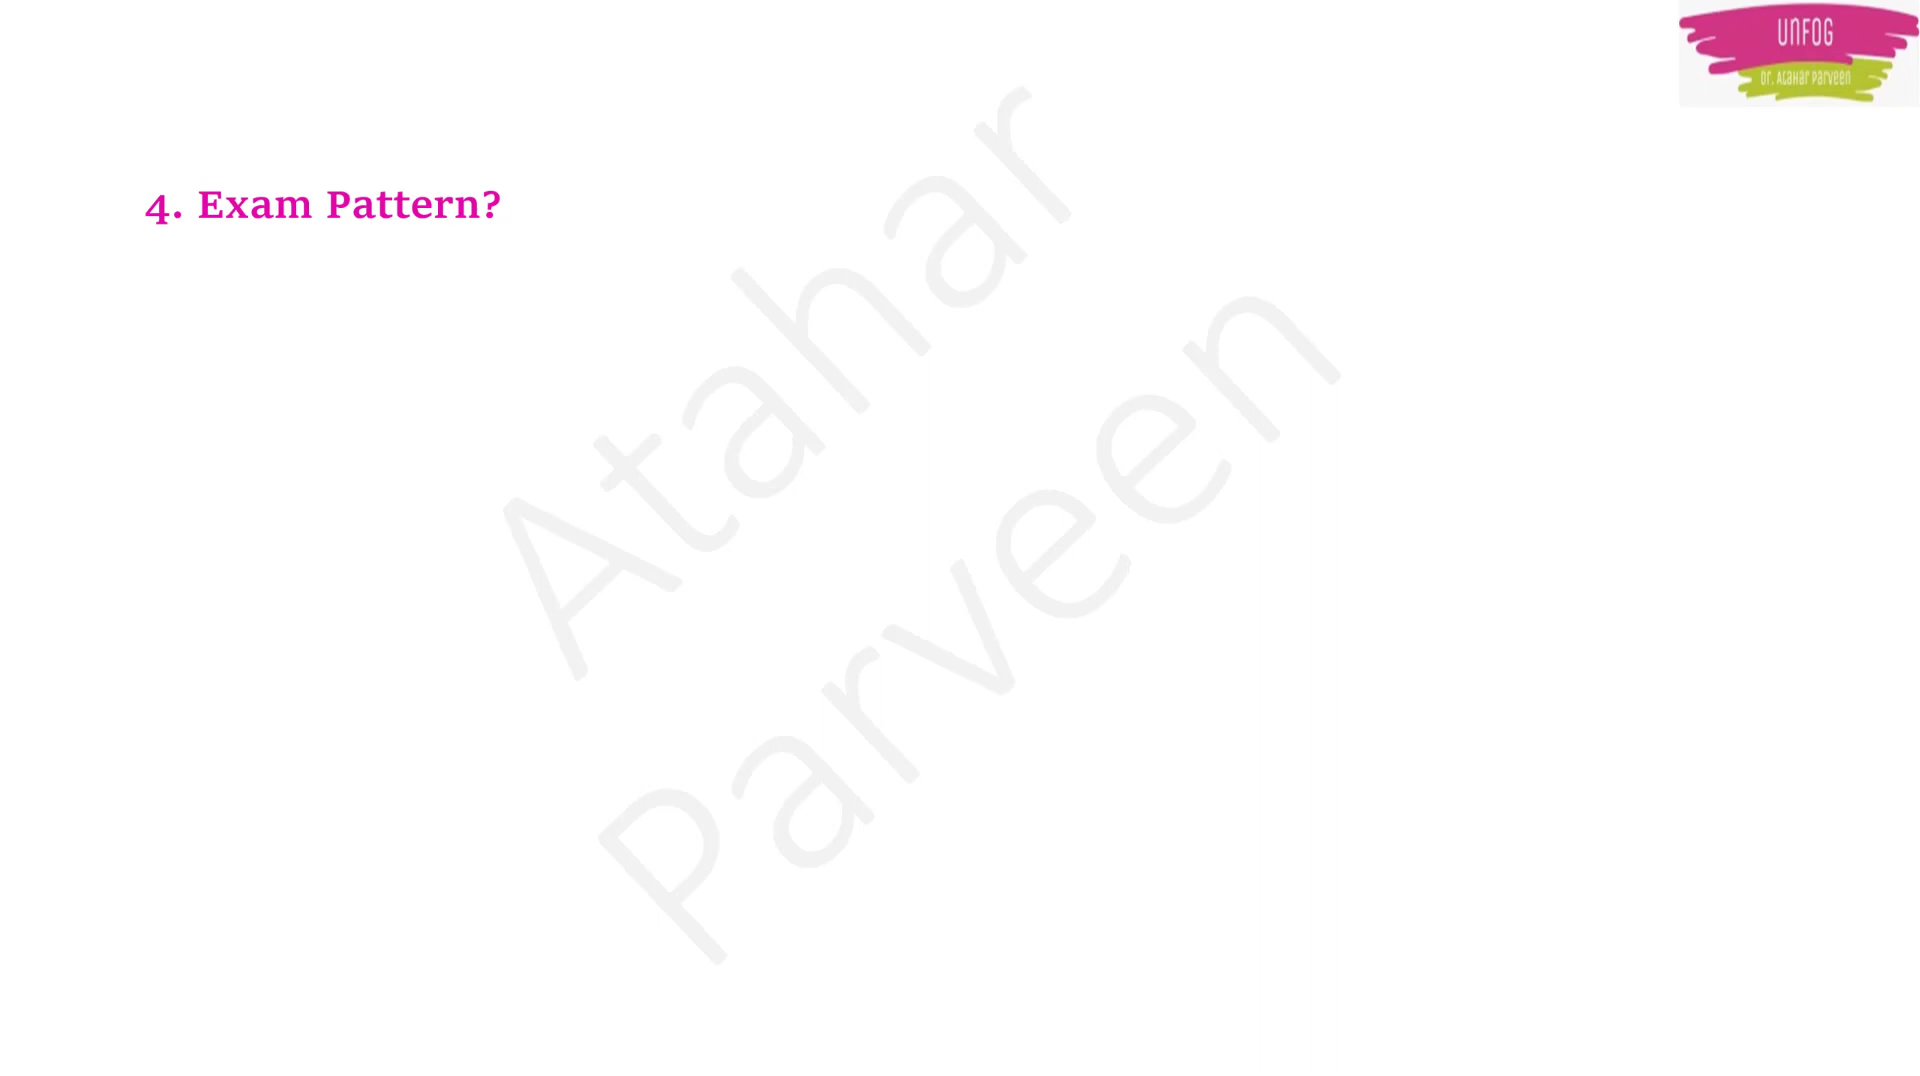 UNFOG
Dr. Atahar Parveen
4. Exam Pattern?
Atahar
Parveen